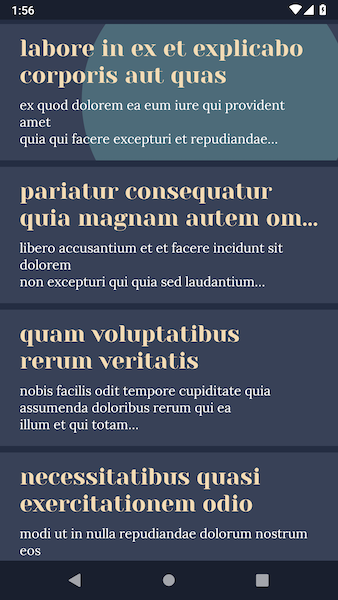 1:56
labore in ex et explicabo
corporis aut quas
ex quod dolorem ea eum iure qui provident
amet
quia qui facere excepturi et repudiandae...
pariatur consequatur
quia magnam autem om...
libero accusantium et et facere incidunt sit
dolorem
non excepturi qui quia sed laudantium...
quam voluptatibus
rerum veritatis
nobis facilis odit tempore cupiditate quia
assumenda doloribus rerum qui ea
illum et qui totam...
necessitatibus quasi
exercitationem odio
modi ut in nulla repudiandae dolorum nostrum
eos